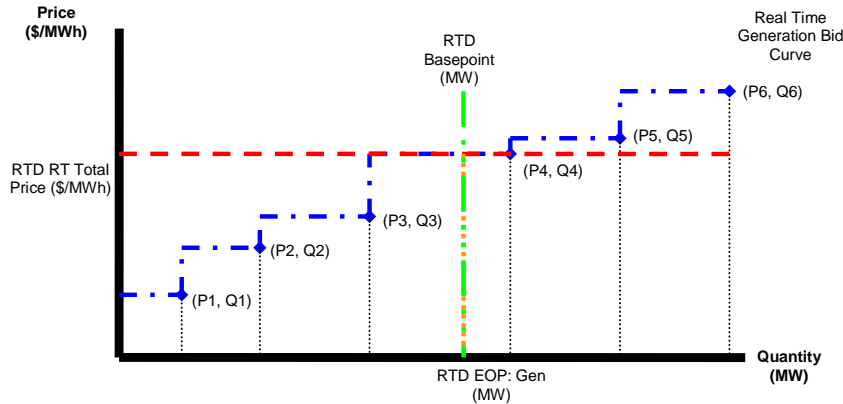 Price
($/MWh)
RTD
Basepoint
(MW)
Real Time
Generation Bid
Curve
(P6, Q6)
(P5, Q5)
RTD RT Total
Price ($/MWh)
(P4, Q4)
(P3, Q3)
(P2, Q2)
(P1, Q1)
Quantity
(MW)
RTD EOP: Gen
(MW)